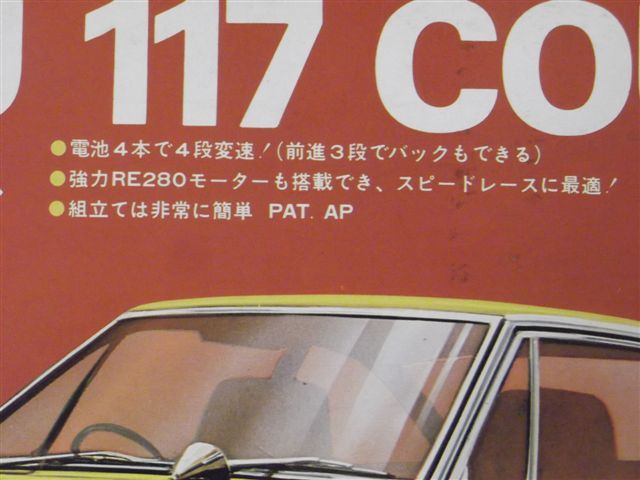 U 117 COU
●電池4本で4段変速！(前進3段でバックもできる)
●強力RE280モーターも搭載でき、スピードレースに最適！
●組立ては非常に簡単 PAT. AP